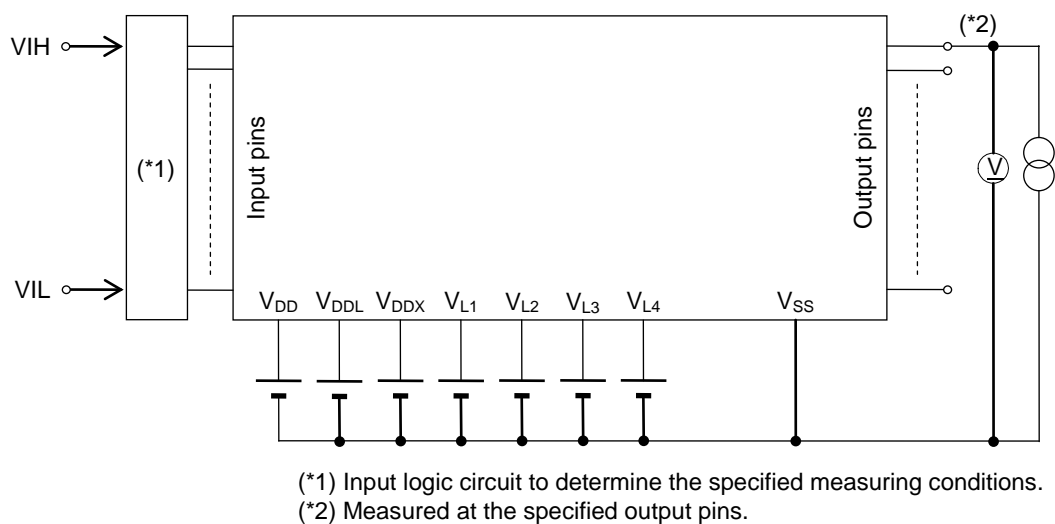 VIH
(*2)
(*1)
Input pins
Output pins
V
VIL
VDD VDDL VDDX VL1 VL2 VL3 VL4 VSS
(*1) Input logic circuit to determine the specified measuring conditions.
(*2) Measured at the specified output pins.